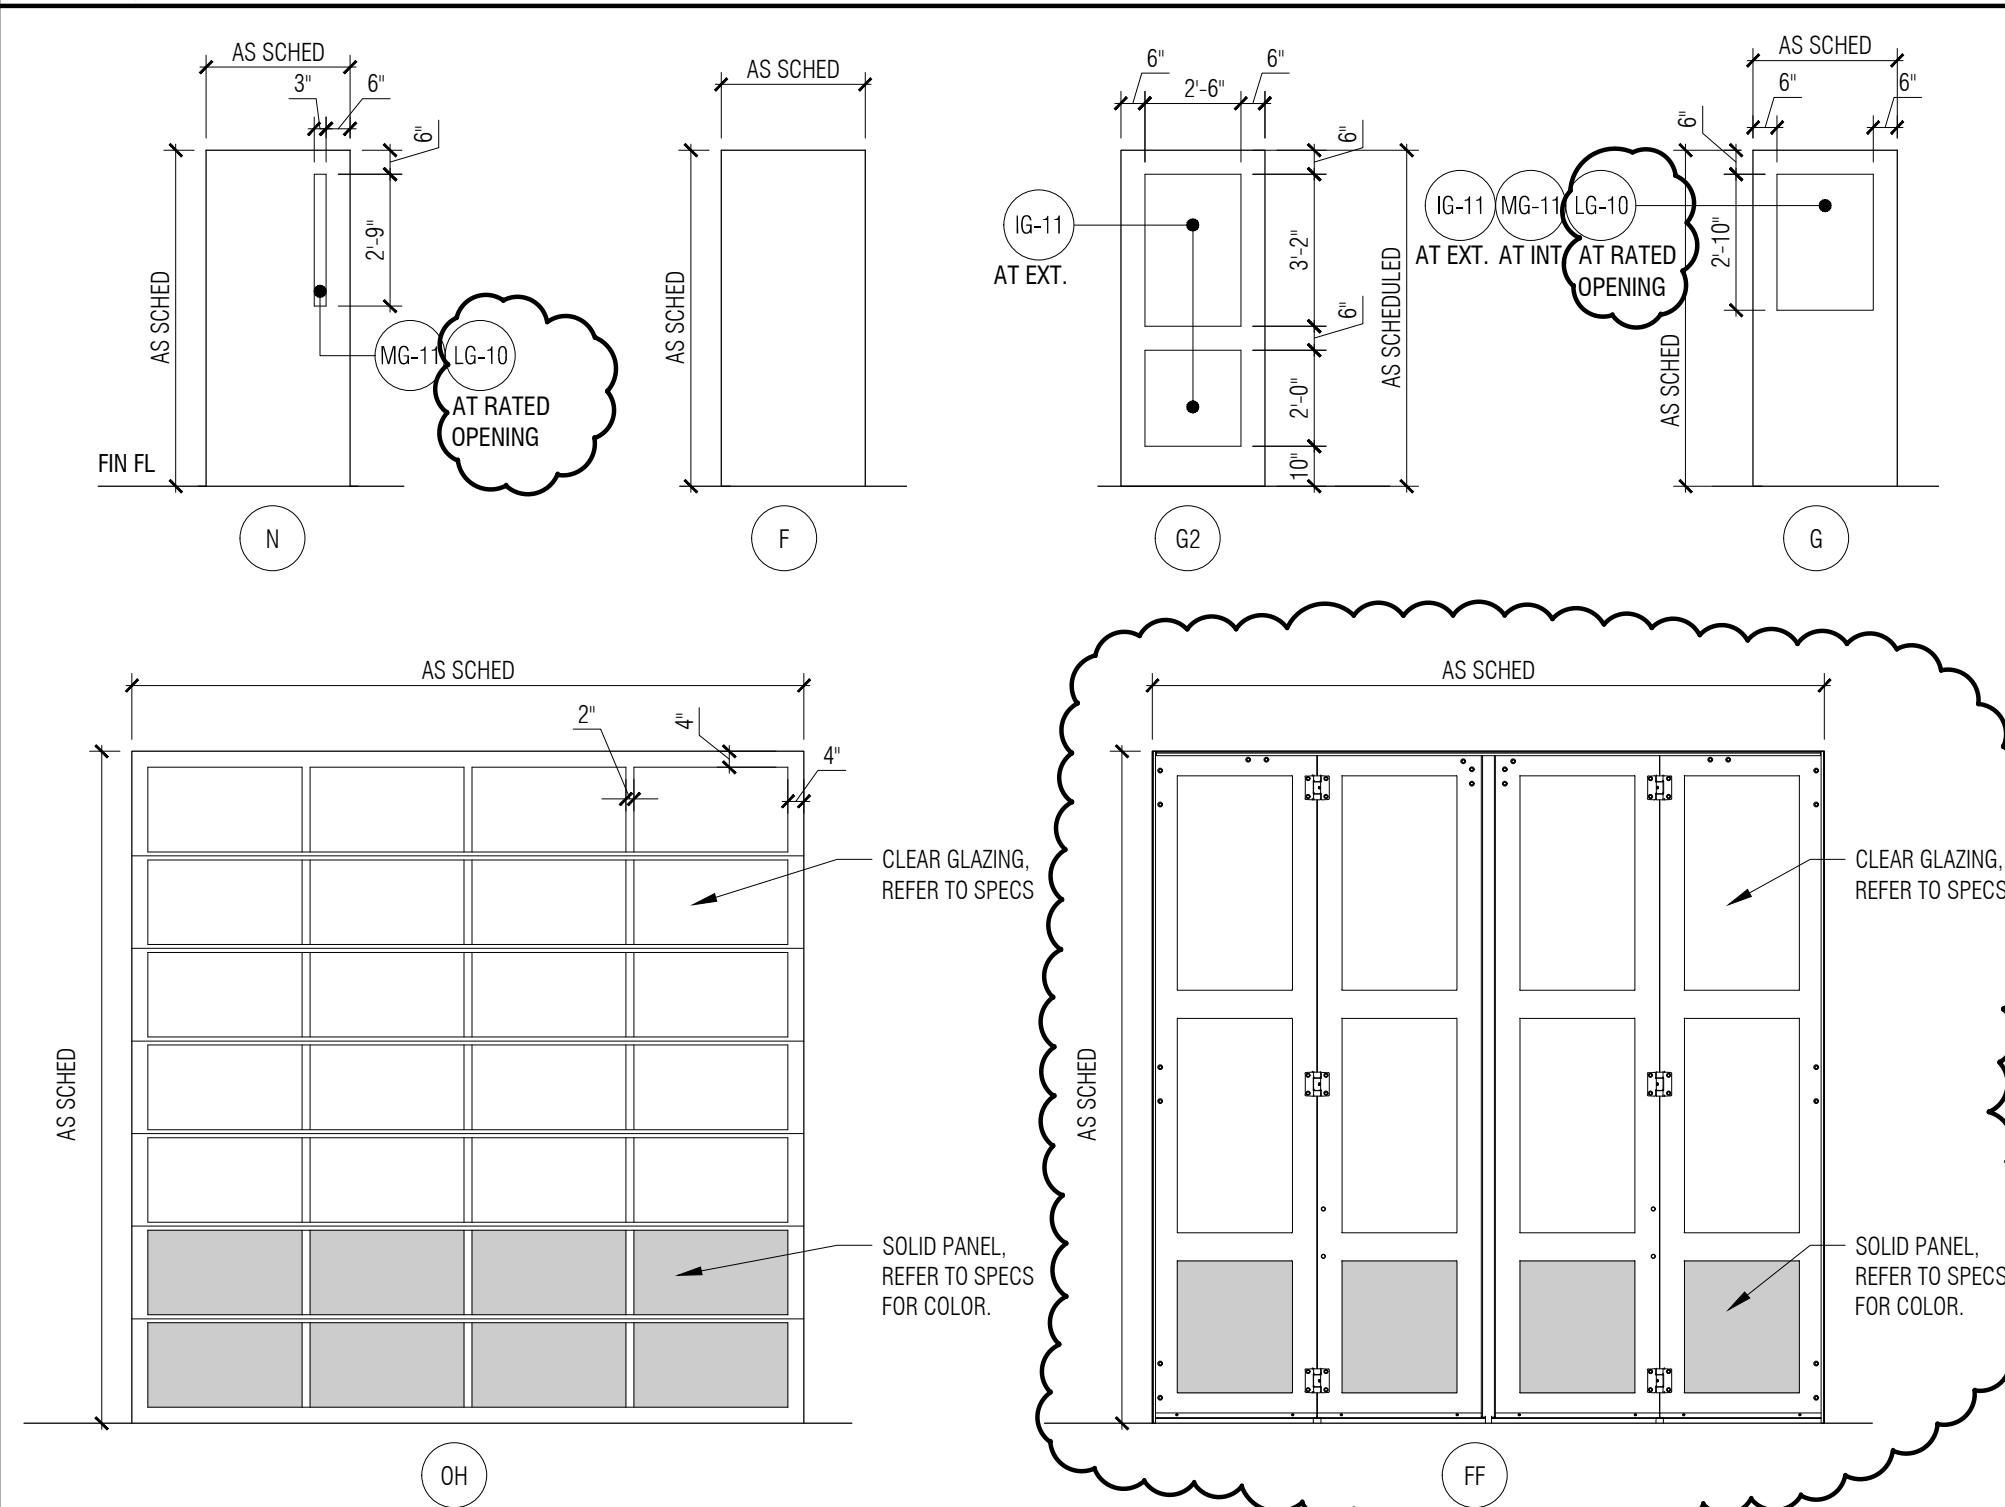 AS SCHED
3"
6"
6"
2'-9"
AS SCHED
MG-11
LG-10
AT RATED
OPENING
FIN FL
N
AS SCHED
AS SCHED
F
6"
2'-6"
6"
6"
3'-2"
6"
2'-0"
10"
AS SCHEDULED
IG-11
AT EXT.
G2
AS SCHED
6"
6"
6"
2'-10"
AS SCHED
IG-11
MG-11
LG-10
AT EXT.
AT INT
AT RATED
OPENING
G
AS SCHED
2"
4"
4"
AS SCHED
CLEAR GLAZING,
REFER TO SPECS
SOLID PANEL,
REFER TO SPECS
FOR COLOR.
OH
AS SCHED
AS SCHED
CLEAR GLAZING,
REFER TO SPECS
SOLID PANEL,
REFER TO SPECS
FOR COLOR.
FF